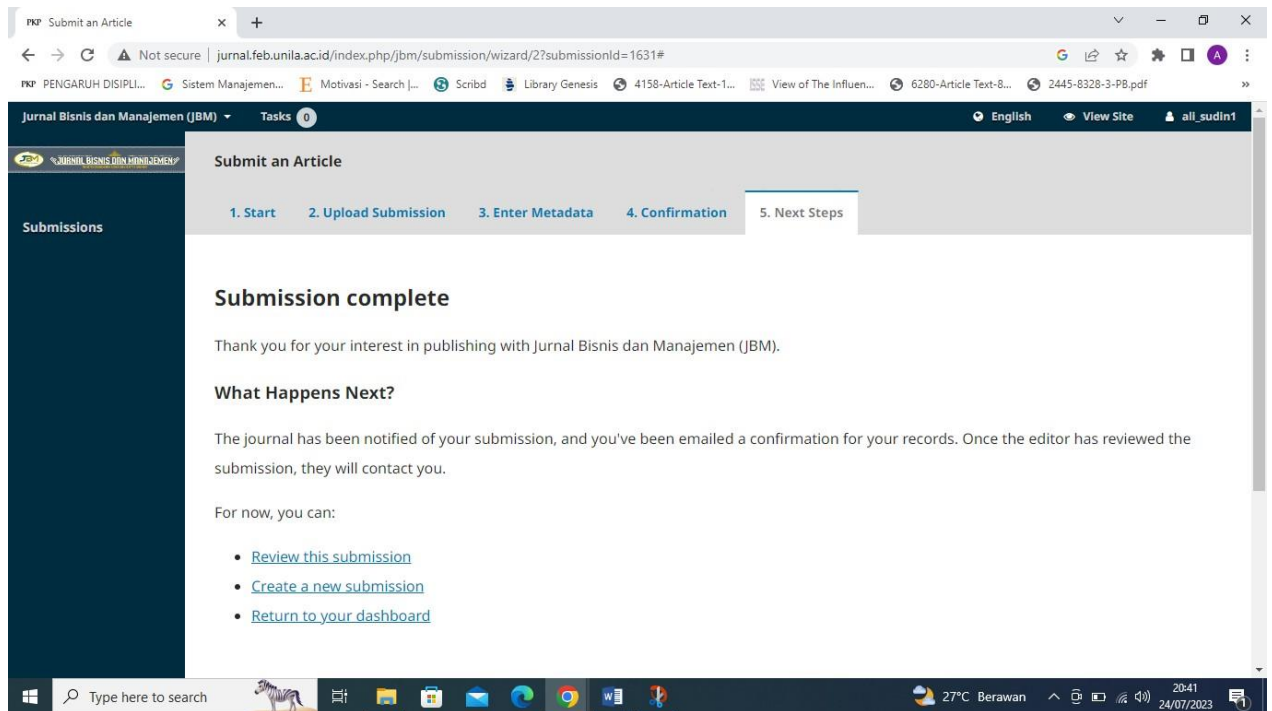 PKP Submit an Article
Not secure | jurnal.feb.unila.ac.id/index.php/jbm/submission/wizard/2?submissionId=1631#
G
A
PKP PENGARUH DISIPLI... G Sistem Manajemen... E Motivasi - Search |... Scribd Library Genesis 4158-Article Text-1... View of The Influen... 6280-Article Text-8... 2445-8328-3-PB.pdf »
Jurnal Bisnis dan Manajemen (JBM) Tasks 0 English View Site ali_sudin1
JBM JURNAL BISNIS DAN MANAJEMEN
Submit an Article
1. Start 2. Upload Submission 3. Enter Metadata 4. Confirmation 5. Next Steps
Submissions
Submission complete
Thank you for your interest in publishing with Jurnal Bisnis dan Manajemen (JBM).
What Happens Next?
The journal has been notified of your submission, and you've been emailed a confirmation for your records. Once the editor has reviewed the
submission, they will contact you.
For now, you can:
• Review this submission
• Create a new submission
• Return to your dashboard
Type here to search
27°C Berawan
20:41
24/07/2023
1